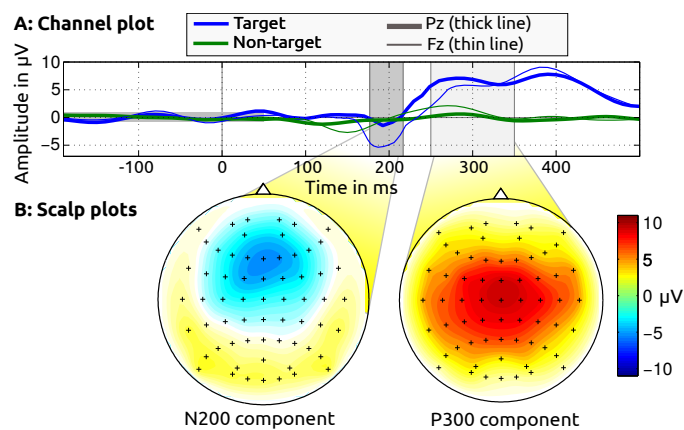 A: Channel plot
Target
Non-target
Pz (thick line)
Fz (thin line)
Amplitude in µV
10
5
0
−5
-100
0
100
200
300
400
Time in ms
B: Scalp plots
N200 component
P300 component
10
5
0 µV
−5
−10